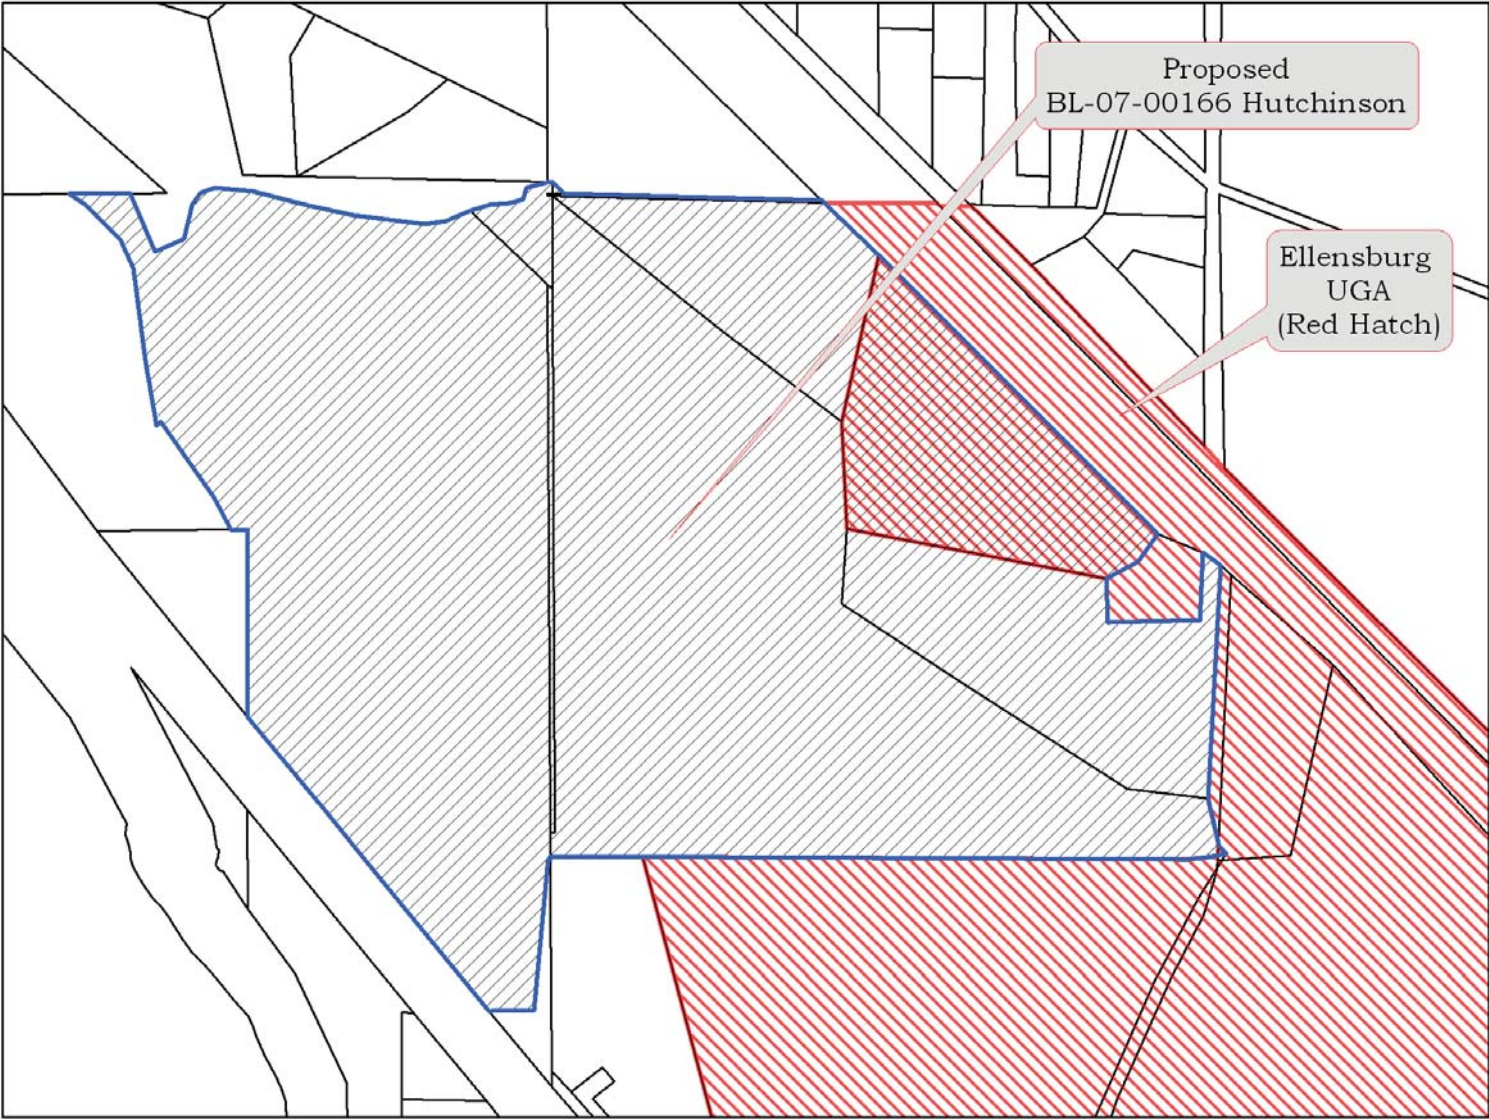 Proposed
BL-07-00166 Hutchinson
Ellensburg
UGA
(Red Hatch)